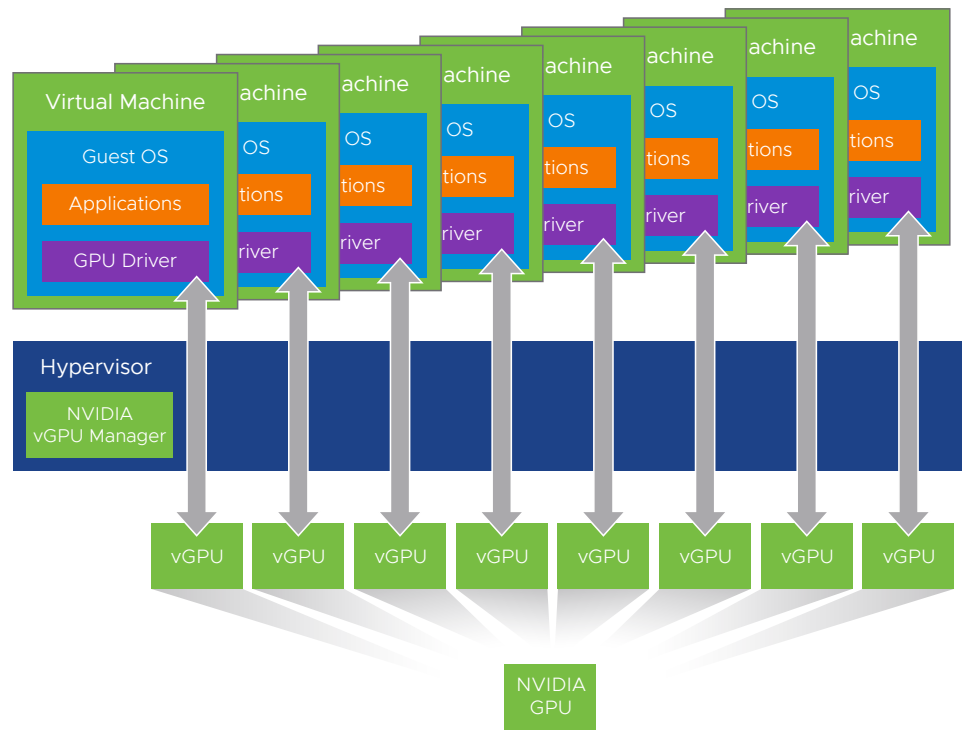 Virtual Machine
Guest OS
Applications
GPU Driver
achine
OS
tions
river
achine
OS
tions
river
achine
OS
tions
river
achine
OS
tions
river
achine
OS
tions
river
achine
OS
tions
river
achine
OS
tions
river
Hypervisor
NVIDIA
vGPU Manager
vGPU
vGPU
vGPU
vGPU
vGPU
vGPU
vGPU
vGPU
NVIDIA
GPU